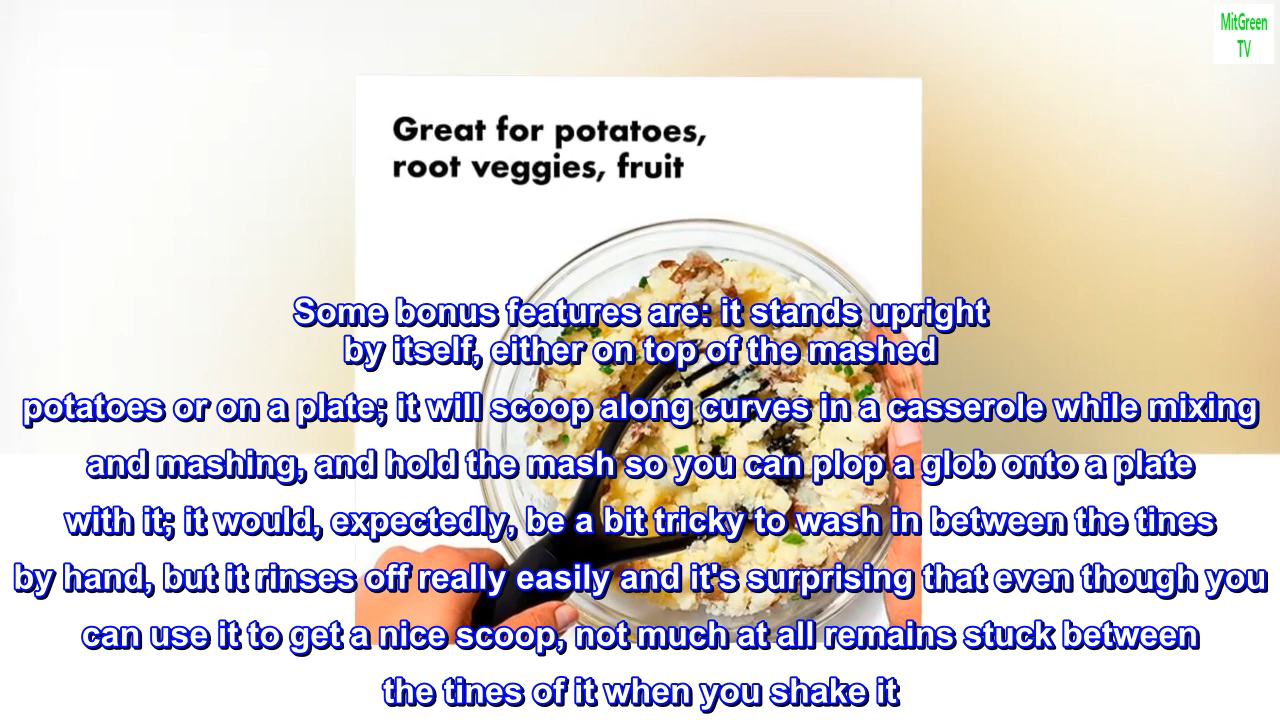 MitGreen
TV
Great for potatoes,
root veggies, fruit
Some bonus features are: it stands upright
by itself, either on top of the mashed
potatoes or on a plate; it will scoop along curves in a casserole while mixing
and mashing, and hold the mash so you can plop a glob onto a plate
with it; it would, expectedly, be a bit tricky to wash in between the tines
by hand, but it rinses off really easily and it's surprising that even though you
can use it to get a nice scoop, not much at all remains stuck between
the tines of it when you shake it